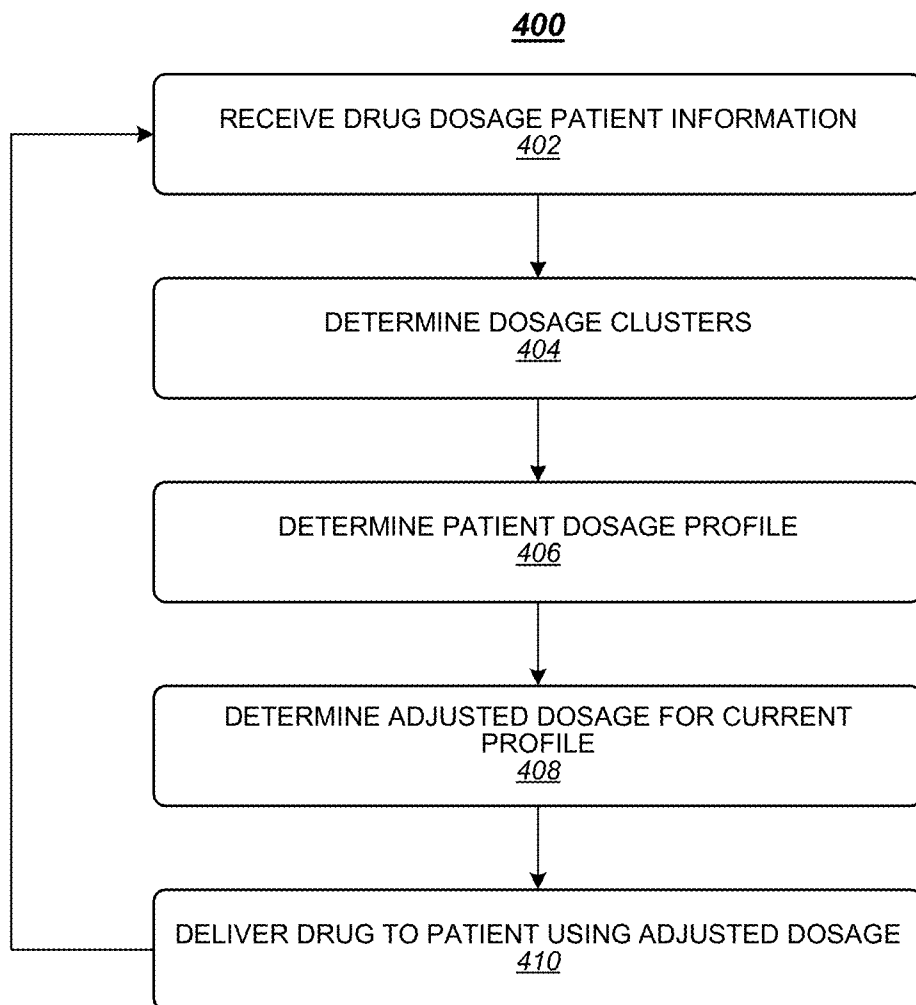 400
RECEIVE DRUG DOSAGE PATIENT INFORMATION
402
DETERMINE DOSAGE CLUSTERS
404
DETERMINE PATIENT DOSAGE PROFILE
406
DETERMINE ADJUSTED DOSAGE FOR CURRENT
PROFILE
408
DELIVER DRUG TO PATIENT USING ADJUSTED DOSAGE
410